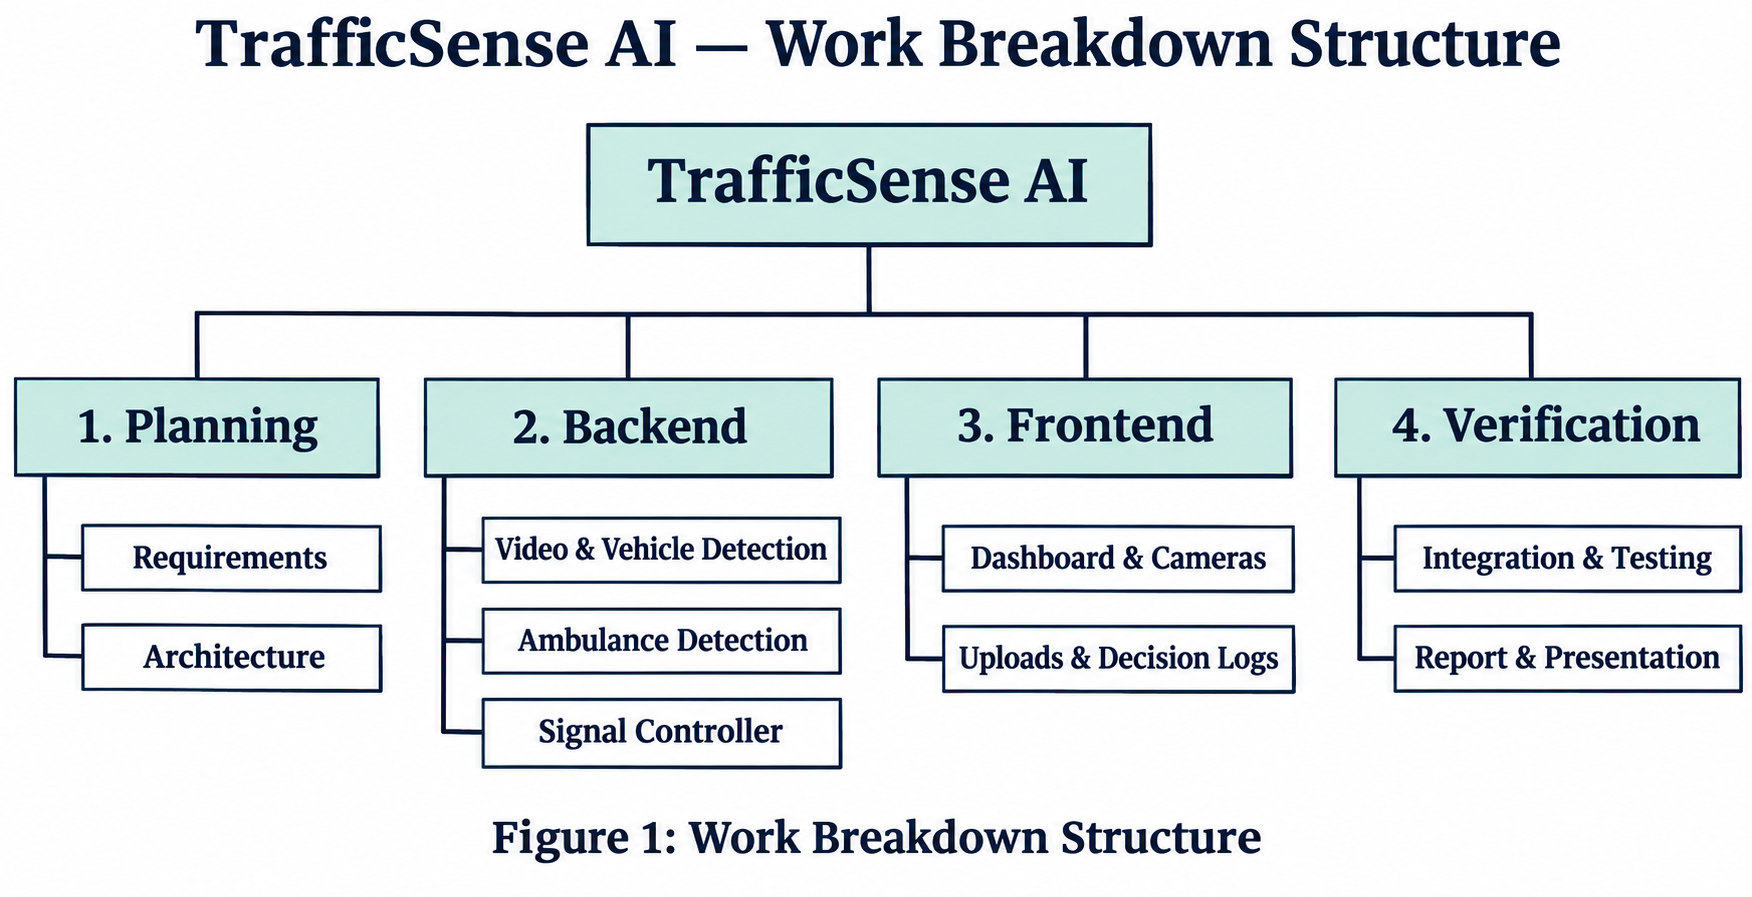 TrafficSense AI — Work Breakdown Structure
TrafficSense AI
1. Planning
Requirements
Architecture
2. Backend
Video & Vehicle Detection
Ambulance Detection
Signal Controller
3. Frontend
Dashboard & Cameras
Uploads & Decision Logs
4. Verification
Integration & Testing
Report & Presentation
Figure 1: Work Breakdown Structure